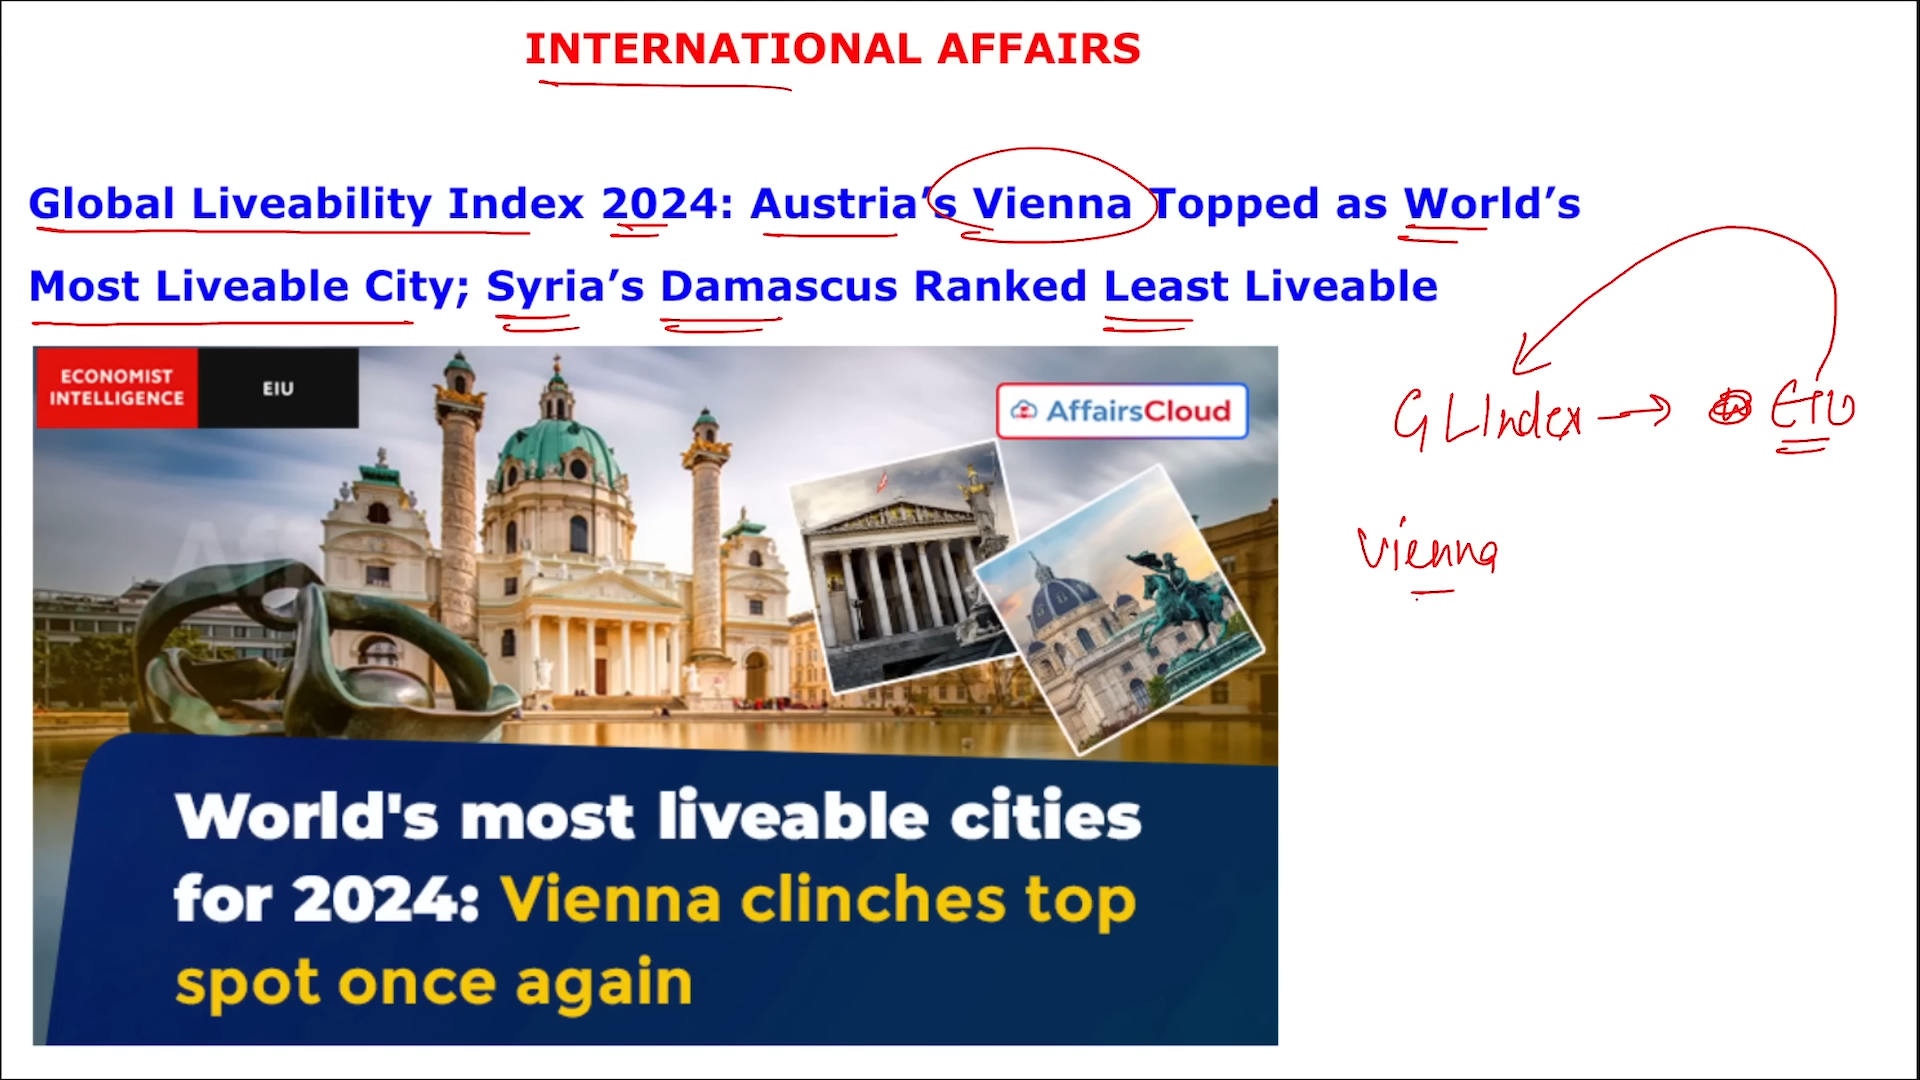 INTERNATIONAL AFFAIRS
Global Liveability Index 2024: Austria’s Vienna Topped as World’s
Most Liveable City; Syria’s Damascus Ranked Least Liveable
ECONOMIST
INTELLIGENCE
EIU
AffairsCloud
GLIndex → EIU
Vienna
World's most liveable cities
for 2024: Vienna clinches top
spot once again